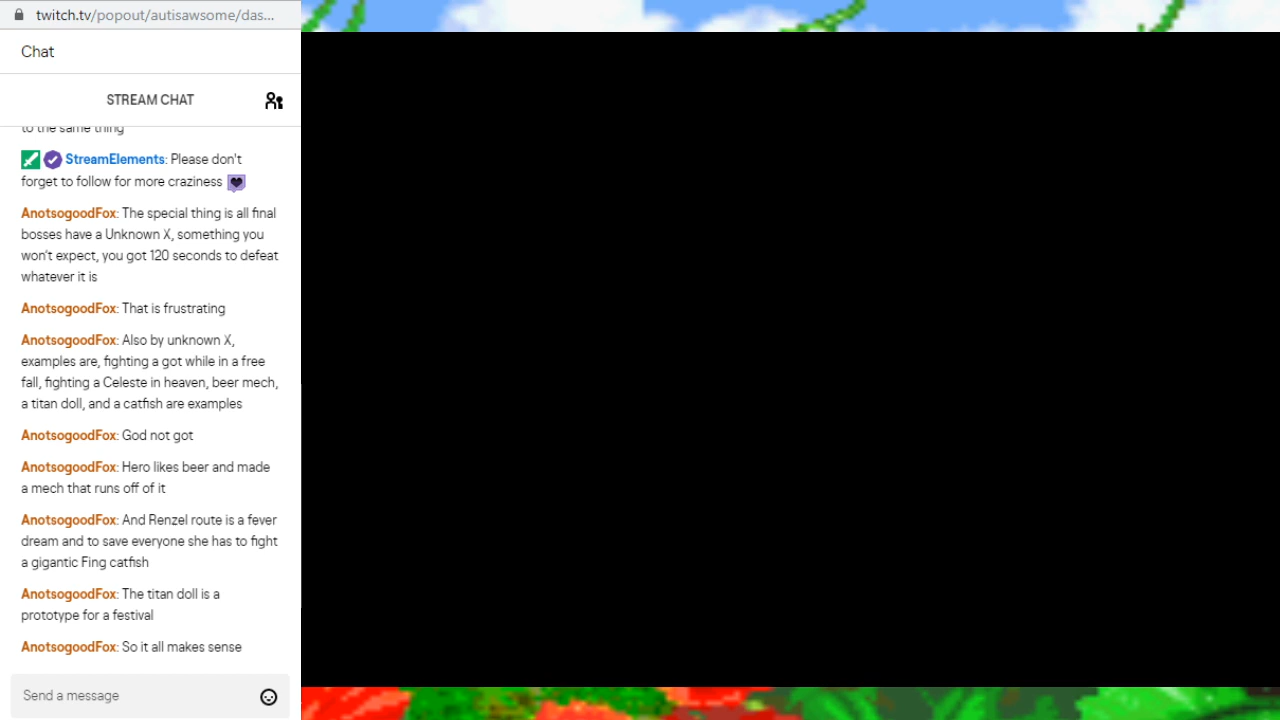 twitch.tv/popout/autisawsome/das...
Chat
STREAM CHAT
to the same thing
StreamElements: Please don't
forget to follow for more craziness
AnotsogoodFox: The special thing is all final
bosses have a Unknown X, something you
won't expect, you got 120 seconds to defeat
whatever it is
AnotsogoodFox: That is frustrating
AnotsogoodFox: Also by unknown X,
examples are, fighting a got while in a free
fall, fighting a Celeste in heaven, beer mech,
a titan doll, and a catfish are examples
AnotsogoodFox: God not got
AnotsogoodFox: Hero likes beer and made
a mech that runs off of it
AnotsogoodFox: And Renzel route is a fever
dream and to save everyone she has to fight
a gigantic Fing catfish
AnotsogoodFox: The titan doll is a
prototype for a festival
AnotsogoodFox: So it all makes sense
Send a message